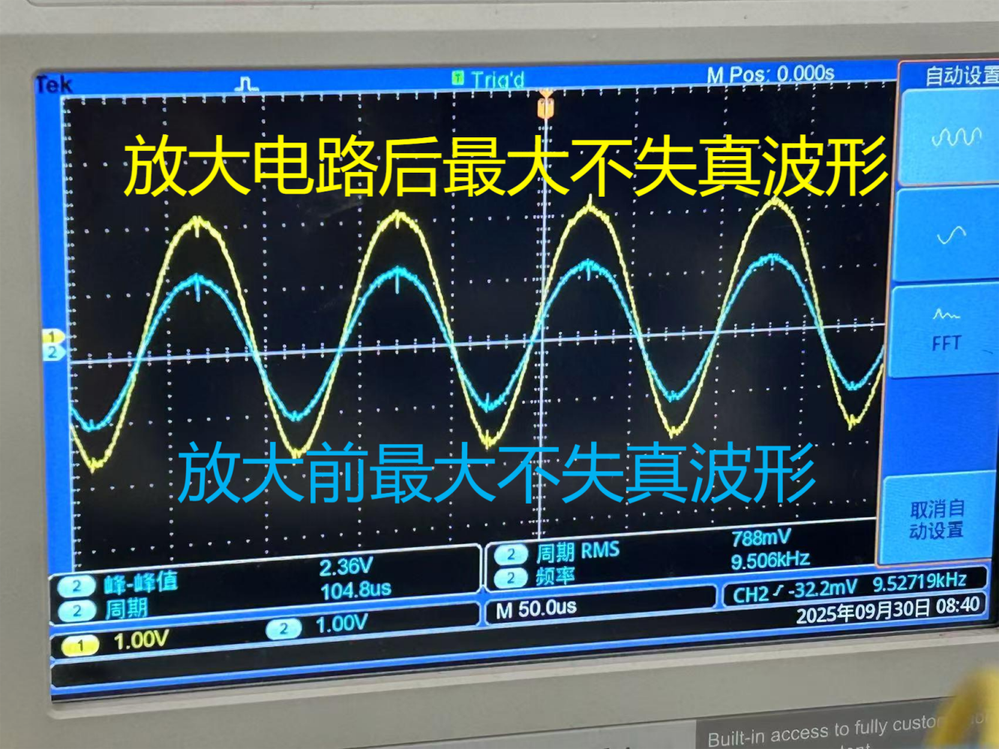 Tek
Trig'd
M Pos: 0.000s
自动设置
放大电路后最大不失真波形
1
2
FFT
放大前最大不失真波形
取消自
动设置
2 峰-峰值 2.36V
2 周期 104.8us
2 周期 RMS 788mV
2 频率 9.506kHz
1 1.00V
2 1.00V
M 50.0us
CH2 -32.2mV 9.52719kHz
2025年09月30日 08:40
Built-in access to fully